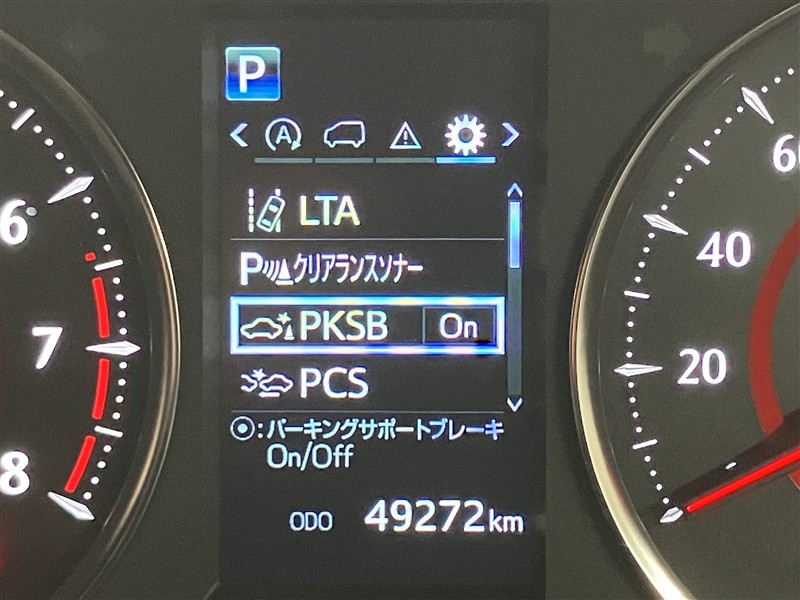 P
A
LTA
Pクリアランスソナー
PKSB On
PCS
:パーキングサポートブレーキ
On/Off
ODO 49272km
6
7
8
60
40
20